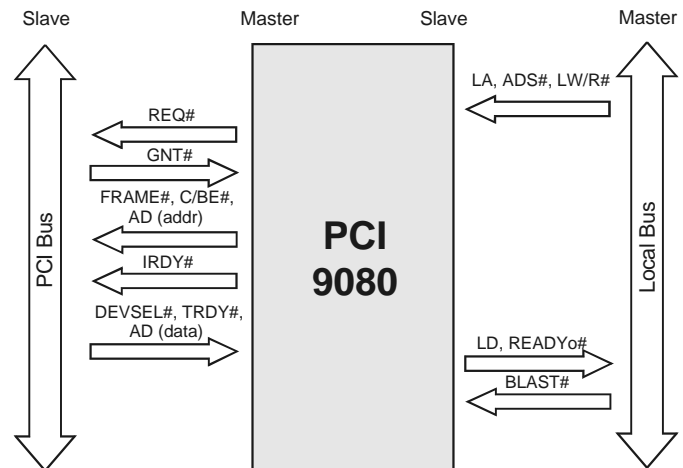 Slave Master Slave Master
LA, ADS#, LW/R#
REQ#
GNT#
FRAME#, C/BE#,
AD (addr)
IRDY#
DEVSEL#, TRDY#,
AD (data)
PCI Bus
PCI
9080
Local Bus
LD, READYo#
BLAST#